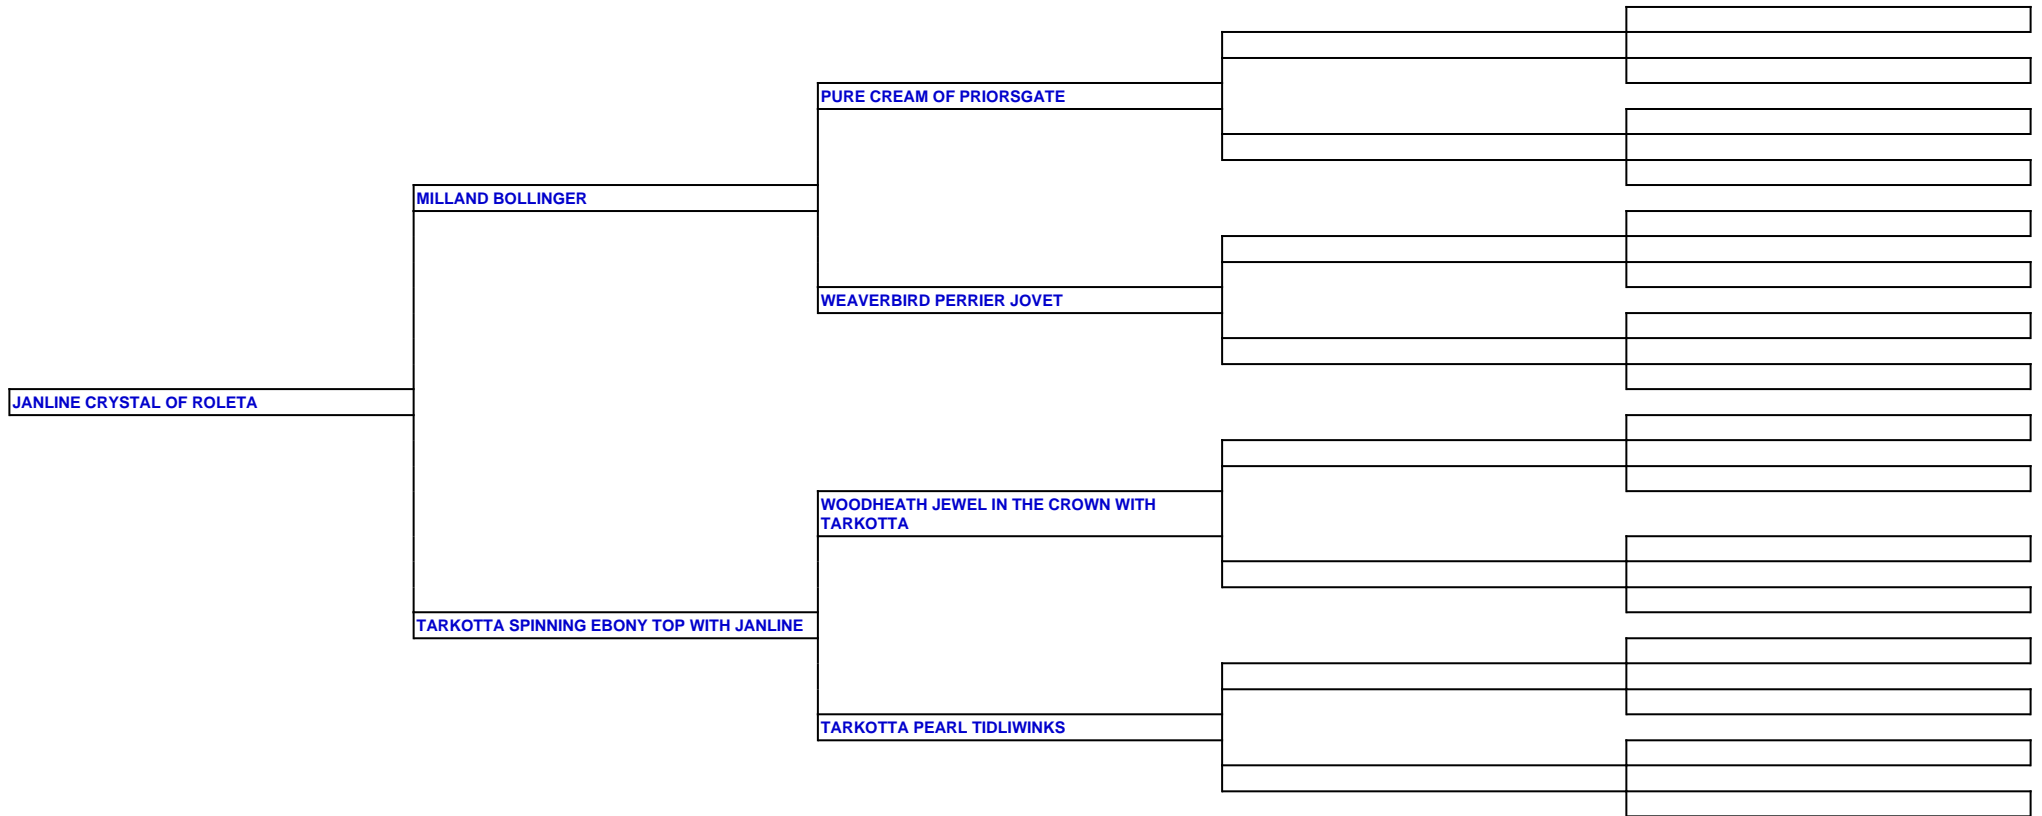 PURE CREAM OF PRIORSGATE
MILLAND BOLLINGER
WEAVERBIRD PERRIER JOVET
JANLINE CRYSTAL OF ROLETA
WOODHEATH JEWEL IN THE CROWN WITH
TARKOTTA
TARKOTTA SPINNING EBONY TOP WITH JANLINE
TARKOTTA PEARL TIDLIWINKS